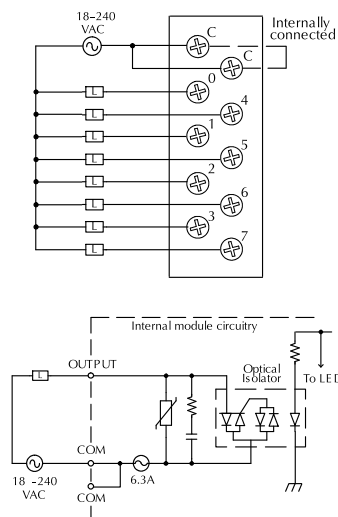 18-240
VAC
Internally
connected
C
C
0
L
4
L
1
L
5
L
2
L
6
L
3
L
7
L
Internal module circuitry
OUTPUT
Optical
Isolator
To LED
L
COM
18 -240
VAC
6.3A
COM